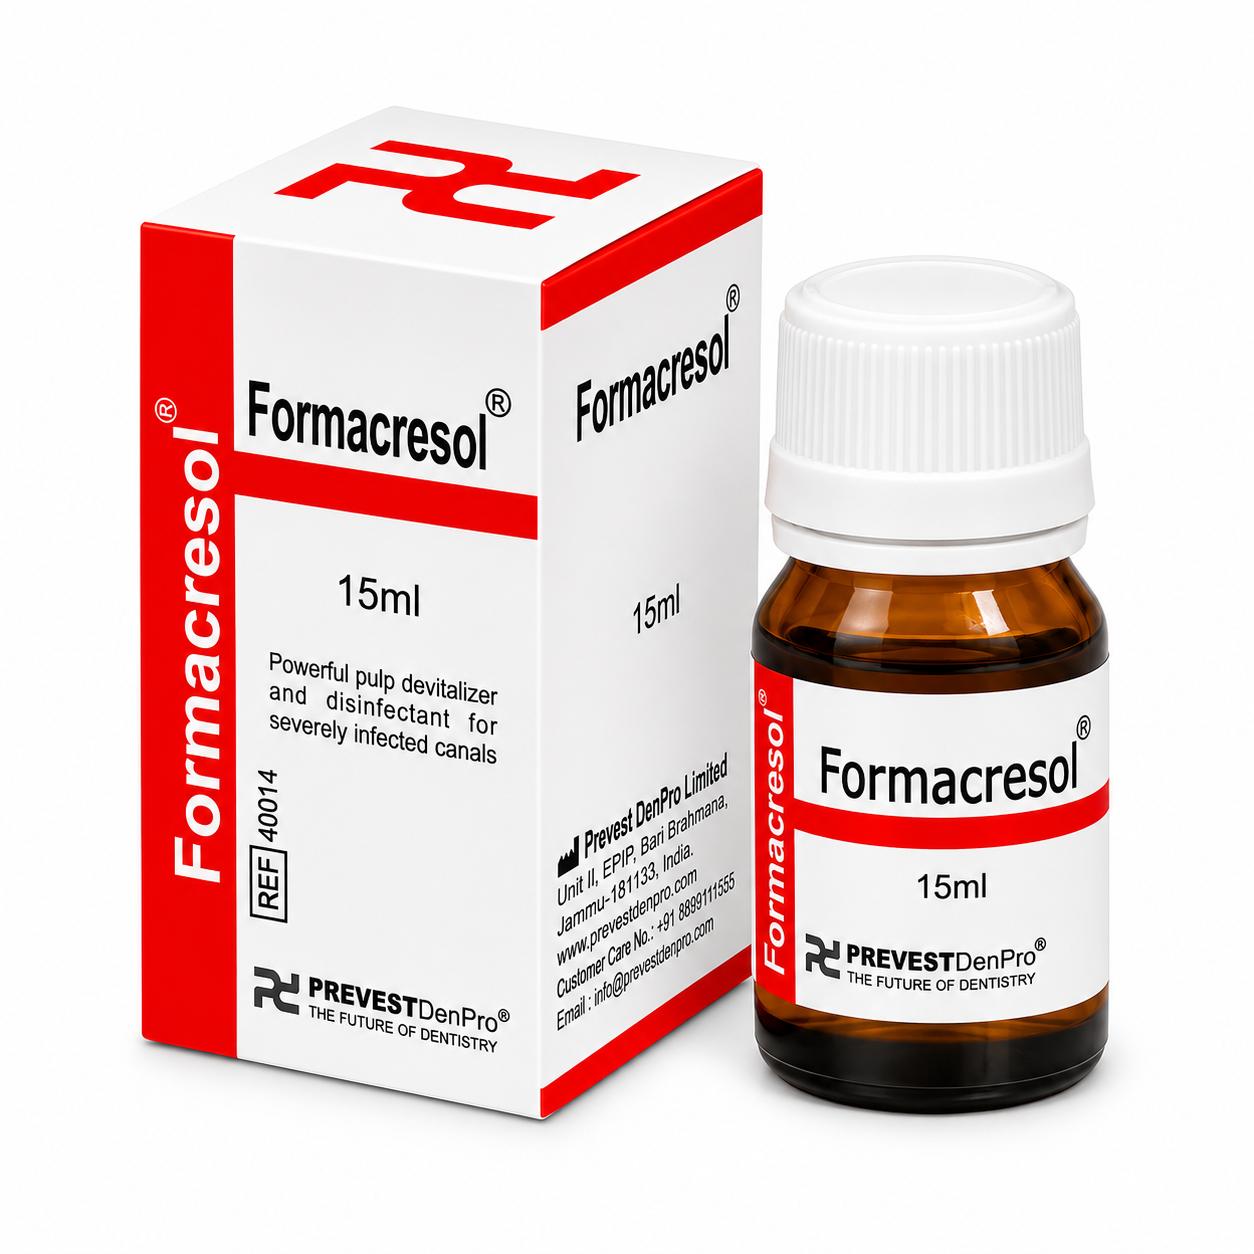 Formacresol®
Formacresol®
15ml
Powerful pulp devitalizer
and disinfectant for
severely infected canals
REF 40014
PREVESTDenPro®
THE FUTURE OF DENTISTRY
Formacresol®
15ml
Prevest DenPro Limited
Unit II, EPIP, Bari Brahmana,
Jammu-181133, India.
www.prevestdenpro.com
Customer Care No.: +91 8899111555
Email : info@prevestdenpro.com
Formacresol®
Formacresol®
15ml
PREVESTDenPro®
THE FUTURE OF DENTISTRY